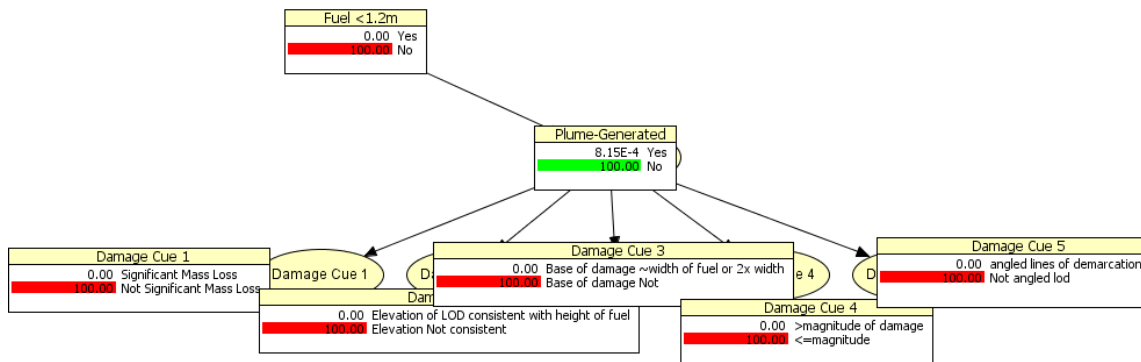 Fuel <1.2m
0.00 Yes
100.00 No
Plume-Generated
8.15E-4 Yes
100.00 No
Damage Cue 1
0.00 Significant Mass Loss
100.00 Not Significant Mass Loss
Damage Cue 1
Damage Cue 3
0.00 Base of damage ~width of fuel or 2x width
100.00 Base of damage Not
0.00 Elevation of LOD consistent with height of fuel
100.00 Elevation Not consistent
Damage Cue 4
0.00 >magnitude of damage
100.00 <=magnitude
Damage Cue 5
0.00 angled lines of demarcation
100.00 Not angled lod